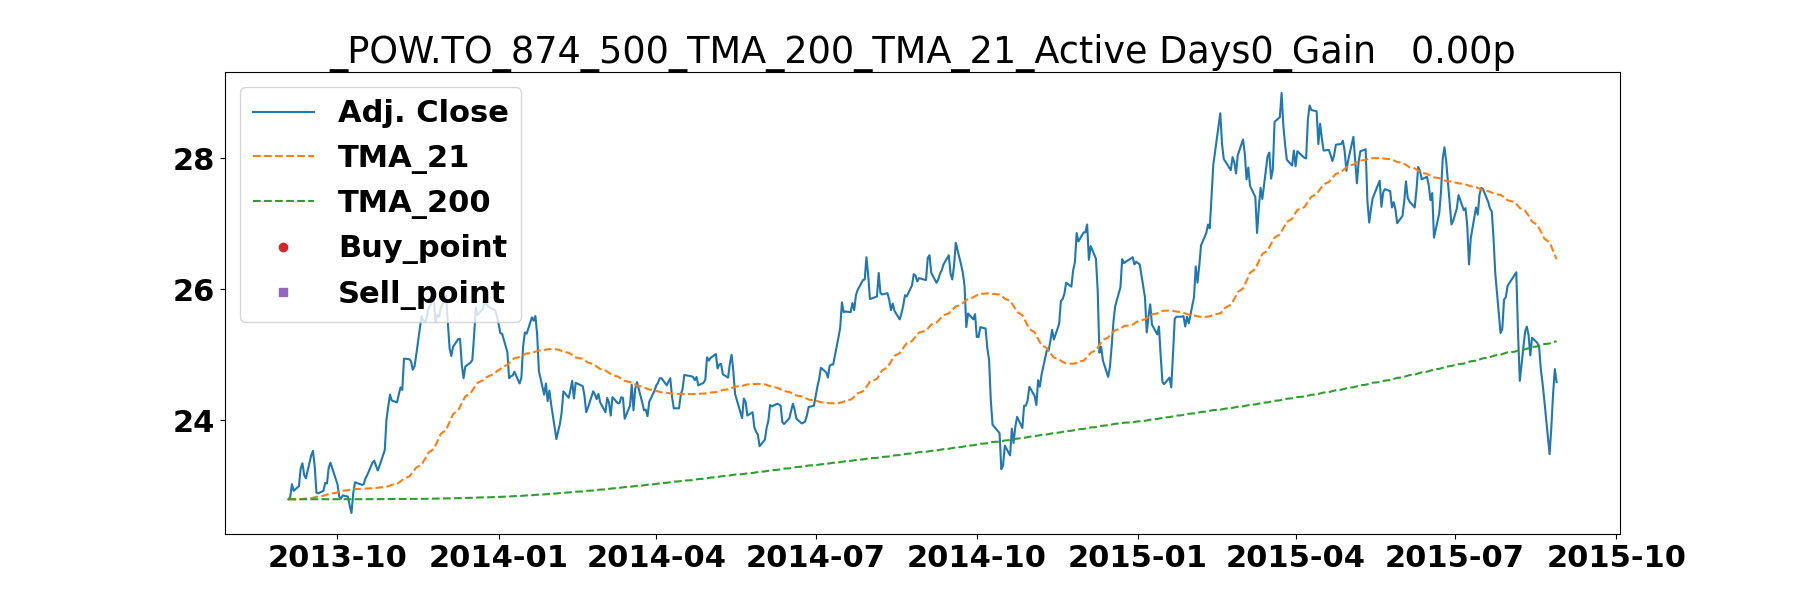 _POW.TO_874_500_TMA_200_TMA_21_Active Days0_Gain   0.00p
Adj. Close
TMA_21
TMA_200
Buy_point
Sell_point
28
26
24
2013-10 2014-01 2014-04 2014-07 2014-10 2015-01 2015-04 2015-07 2015-10